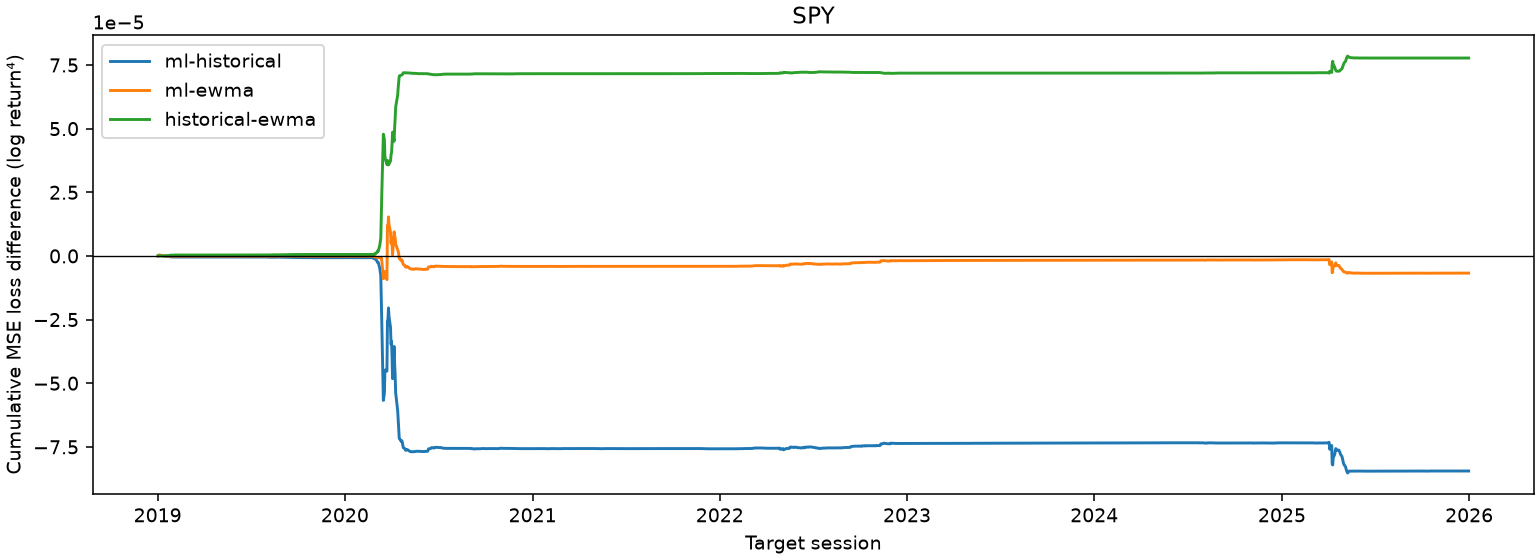 SPY
1e−5
ml-historical
ml-ewma
historical-ewma
Cumulative MSE loss difference (log return⁴)
7.5
5.0
2.5
0.0
−2.5
−5.0
−7.5
2019 2020 2021 2022 2023 2024 2025 2026
Target session